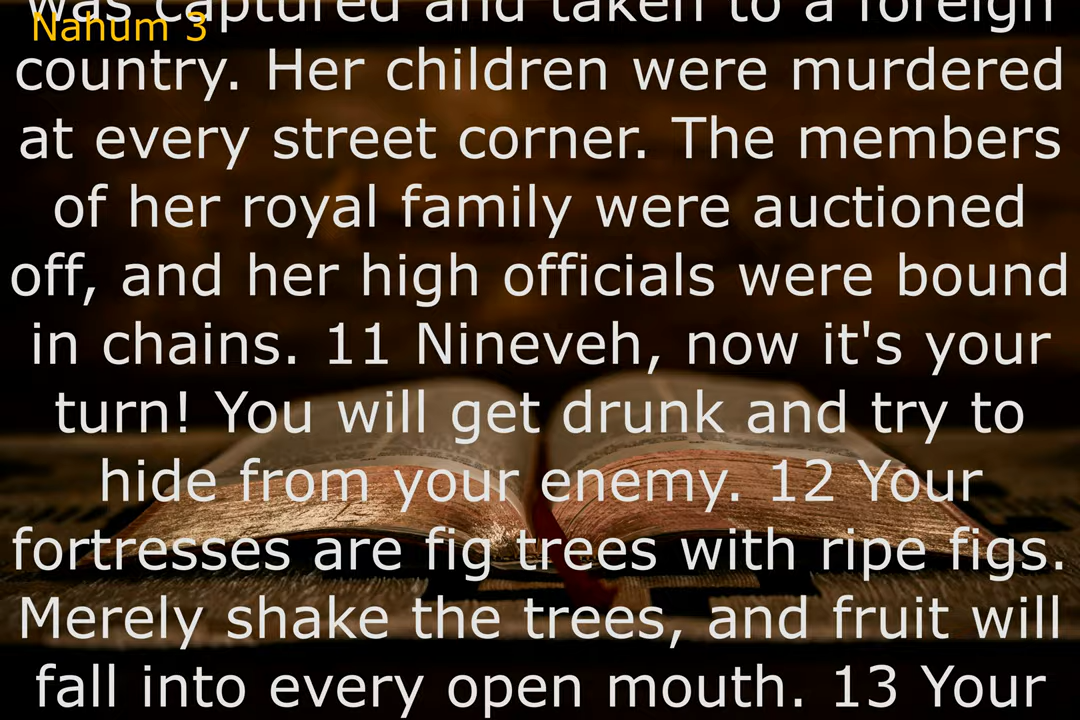 was captured and taken to a foreign
Nahum 3
country. Her children were murdered
at every street corner. The members
of her royal family were auctioned
off, and her high officials were bound
in chains. 11 Nineveh, now it's your
turn! You will get drunk and try to
hide from your enemy. 12 Your
fortresses are fig trees with ripe figs.
Merely shake the trees, and fruit will
fall into every open mouth. 13 Your